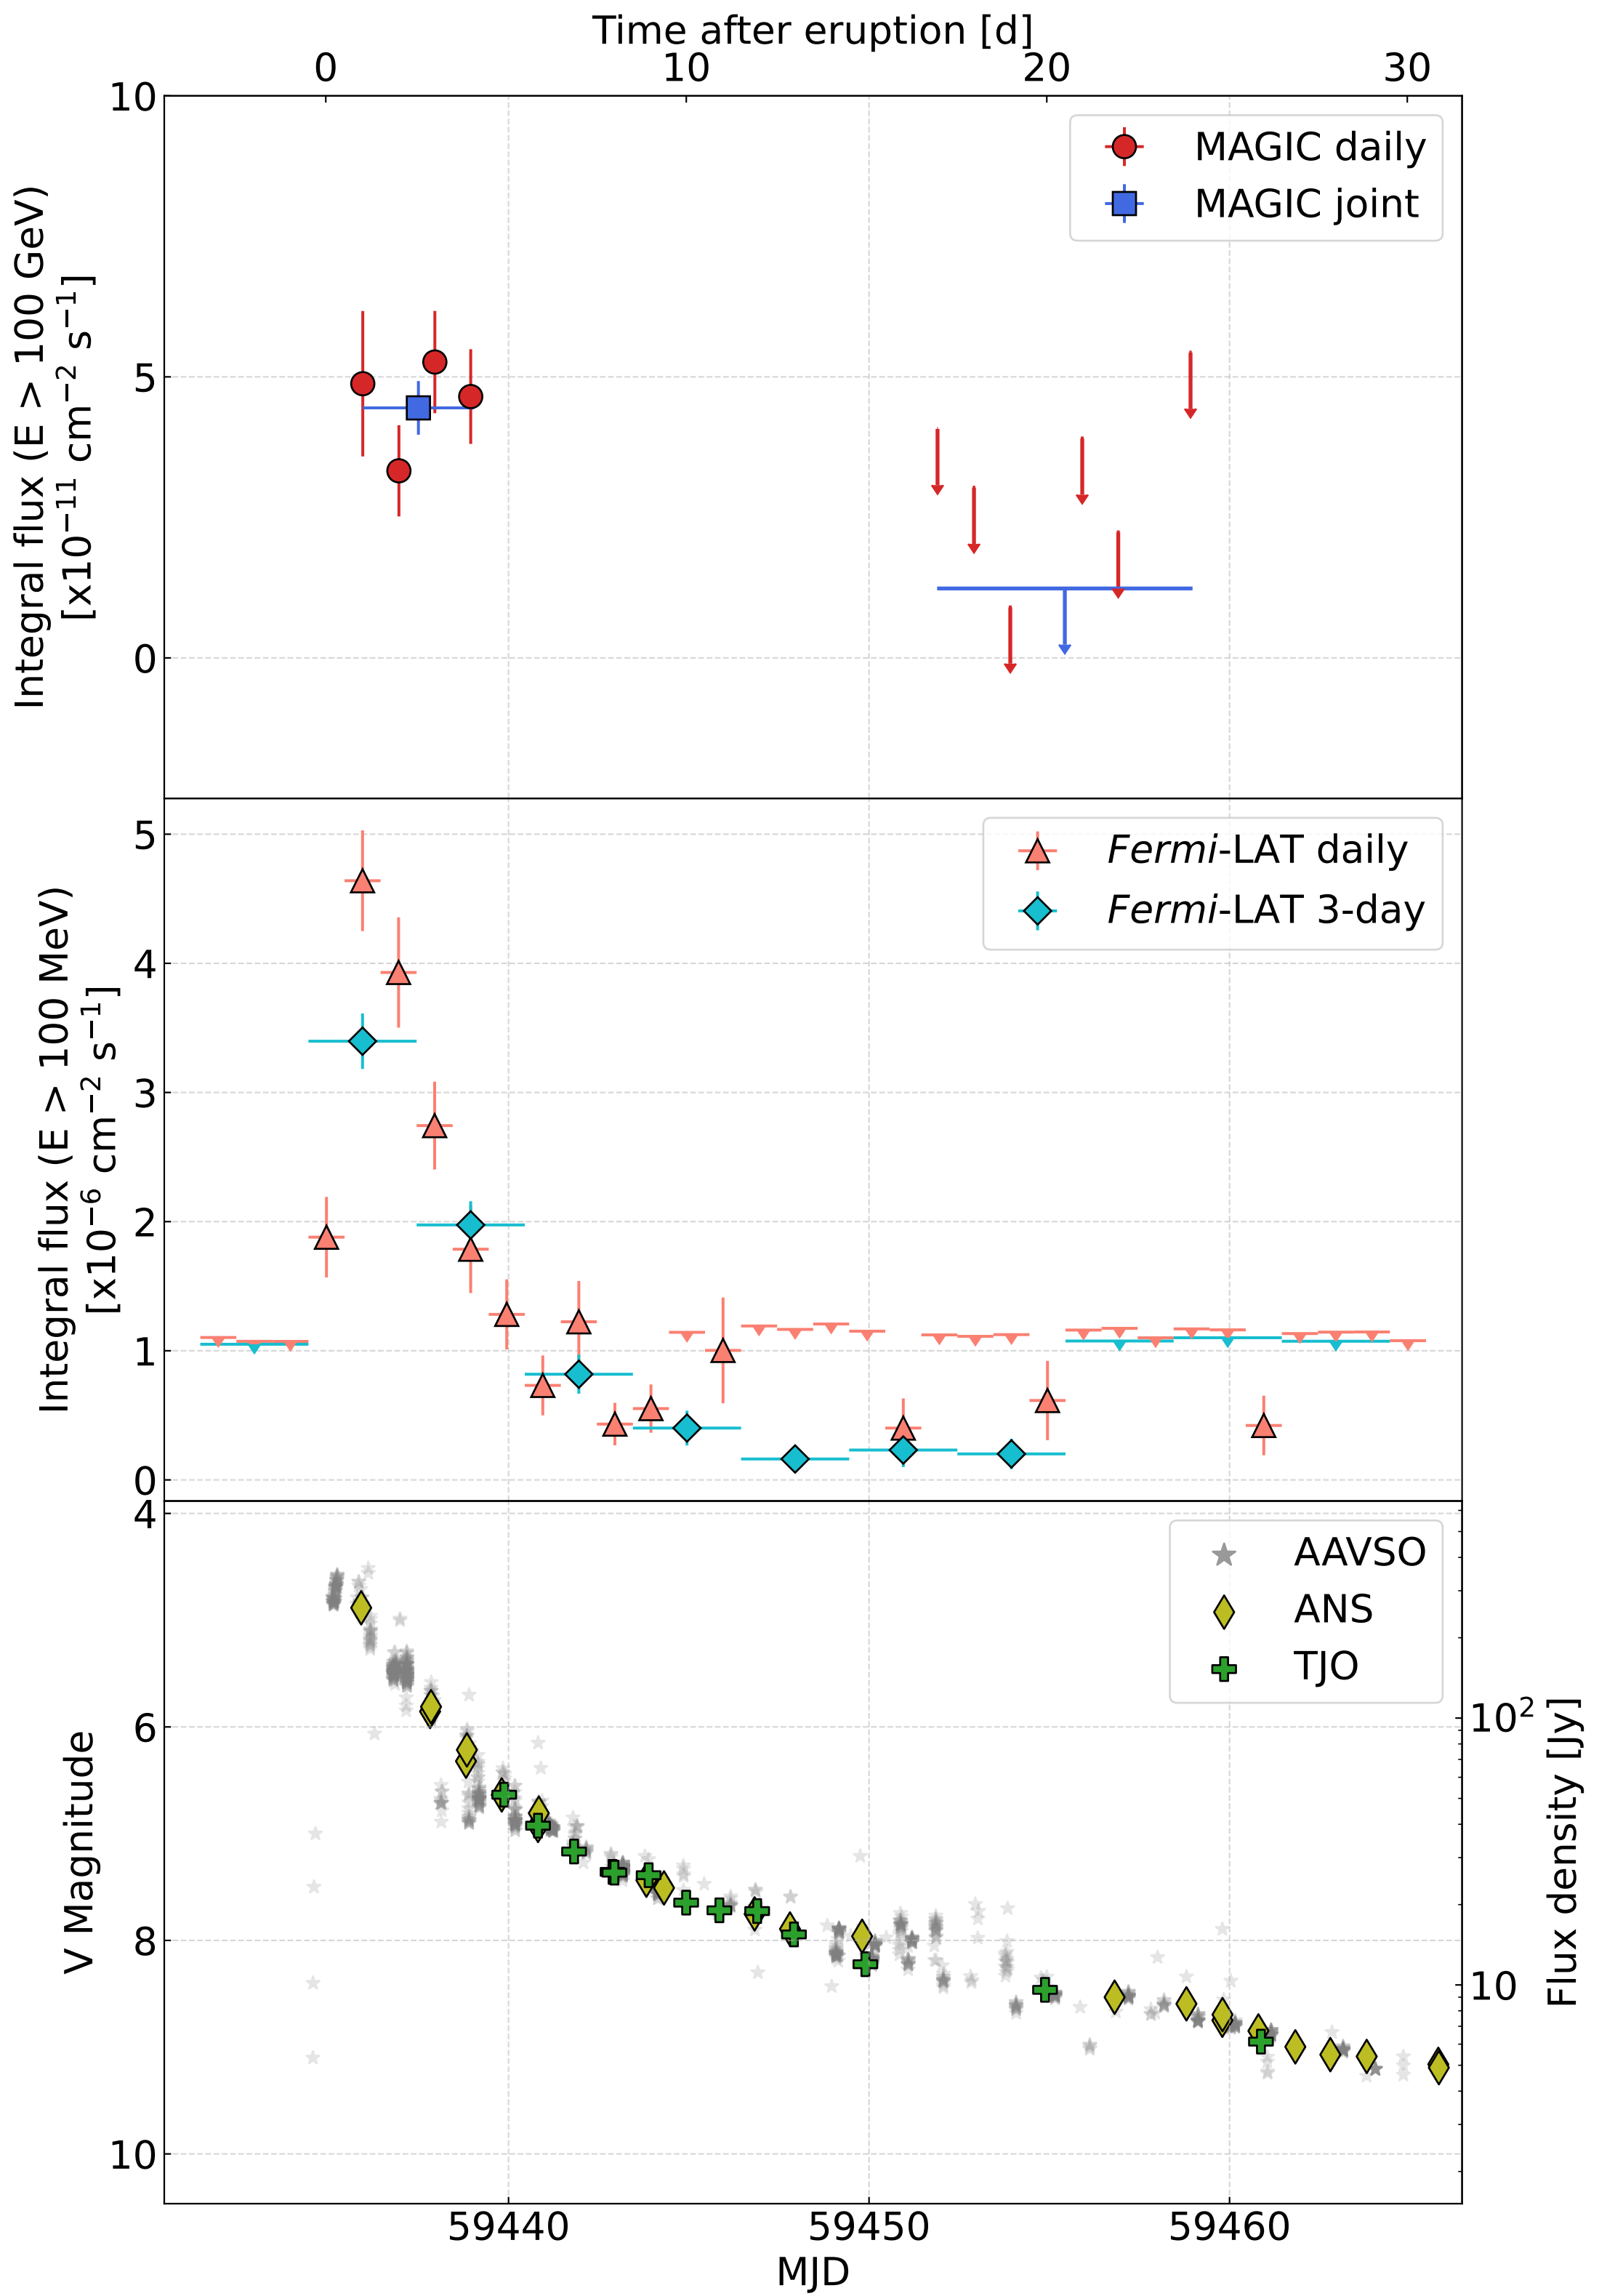 Time after eruption [d]
0 10 20 30
10
5
0
Integral flux (E > 100 GeV)
[x10⁻¹¹ cm⁻² s⁻¹]
MAGIC daily
MAGIC joint
5
4
3
2
1
0
Integral flux (E > 100 MeV)
[x10⁻⁶ cm⁻² s⁻¹]
Fermi-LAT daily
Fermi-LAT 3-day
4
6
8
10
V Magnitude
AAVSO
ANS
TJO
10²
10
Flux density [Jy]
59440 59450 59460
MJD